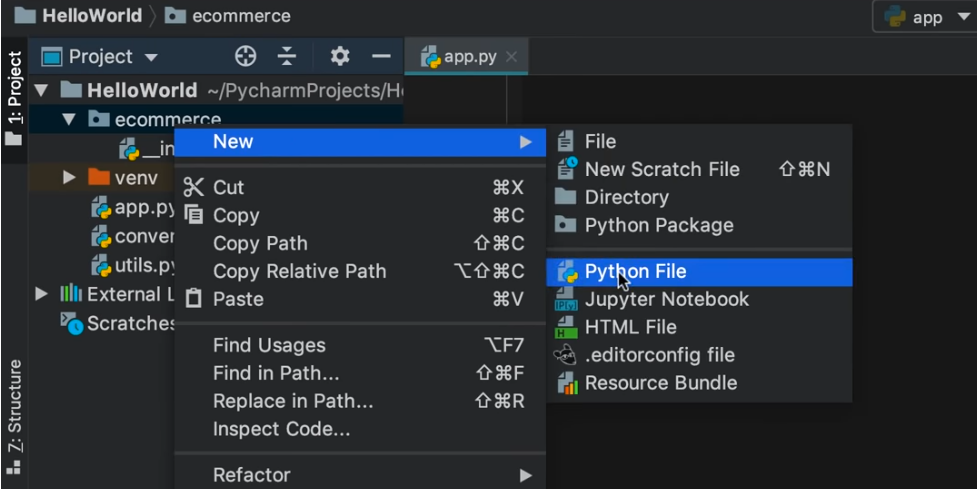 HelloWorld ecommerce
app
1: Project
Project
app.py
HelloWorld ~/PycharmProjects/H
ecommerce
__in
venv
app.py
conver
utils.py
External L
Scratches
Z: Structure
New
Cut ⌘X
Copy ⌘C
Copy Path ⇧⌘C
Copy Relative Path ⌥⇧⌘C
Paste ⌘V
Find Usages ⌥F7
Find in Path... ⇧⌘F
Replace in Path... ⇧⌘R
Inspect Code...
Refactor
File
New Scratch File ⇧⌘N
Directory
Python Package
Python File
Jupyter Notebook
HTML File
.editorconfig file
Resource Bundle